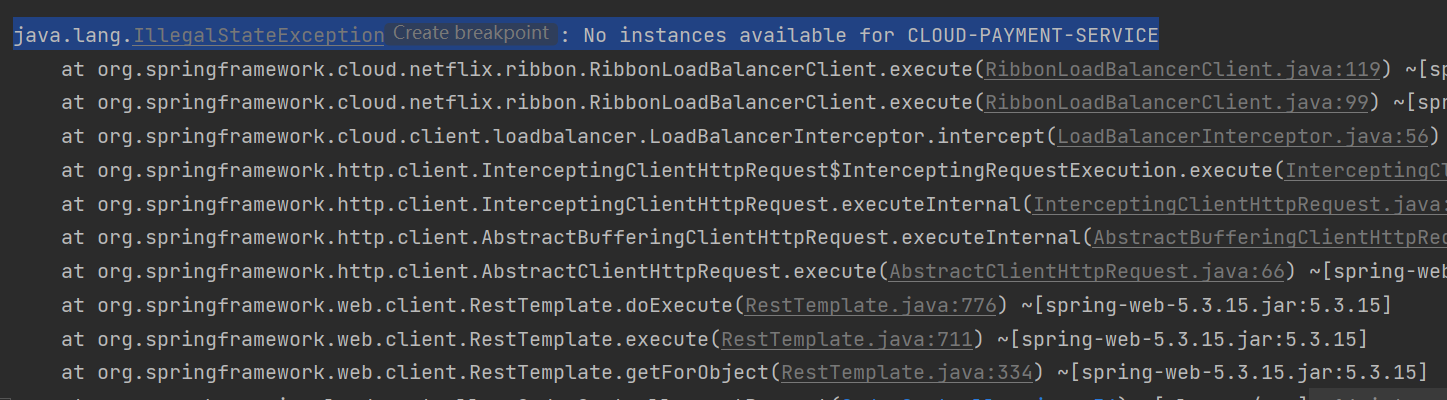 java.lang.IllegalStateException Create breakpoint : No instances available for CLOUD-PAYMENT-SERVICE
at org.springframework.cloud.netflix.ribbon.RibbonLoadBalancerClient.execute(RibbonLoadBalancerClient.java:119) ~[sp
at org.springframework.cloud.netflix.ribbon.RibbonLoadBalancerClient.execute(RibbonLoadBalancerClient.java:99) ~[spr
at org.springframework.cloud.client.loadbalancer.LoadBalancerInterceptor.intercept(LoadBalancerInterceptor.java:56)
at org.springframework.http.client.InterceptingClientHttpRequest$InterceptingRequestExecution.execute(InterceptingCl
at org.springframework.http.client.InterceptingClientHttpRequest.executeInternal(InterceptingClientHttpRequest.java:
at org.springframework.http.client.AbstractBufferingClientHttpRequest.executeInternal(AbstractBufferingClientHttpReq
at org.springframework.http.client.AbstractClientHttpRequest.execute(AbstractClientHttpRequest.java:66) ~[spring-web
at org.springframework.web.client.RestTemplate.doExecute(RestTemplate.java:776) ~[spring-web-5.3.15.jar:5.3.15]
at org.springframework.web.client.RestTemplate.execute(RestTemplate.java:711) ~[spring-web-5.3.15.jar:5.3.15]
at org.springframework.web.client.RestTemplate.getForObject(RestTemplate.java:334) ~[spring-web-5.3.15.jar:5.3.15]